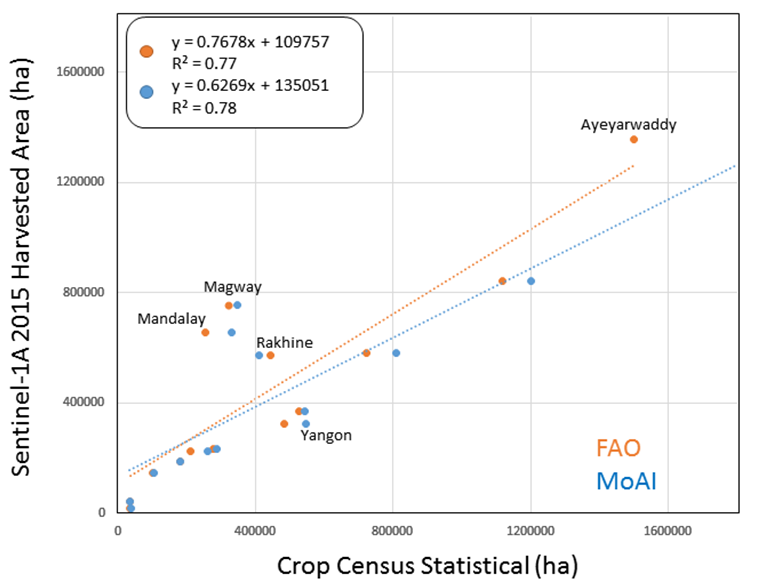 y = 0.7678x + 109757
R² = 0.77
y = 0.6269x + 135051
R² = 0.78
Sentinel-1A 2015 Harvested Area (ha)
1600000
1200000
800000
400000
0
Ayeyarwaddy
Magway
Mandalay
Rakhine
Yangon
FAO
MoAI
0
400000
800000
1200000
1600000
Crop Census Statistical (ha)